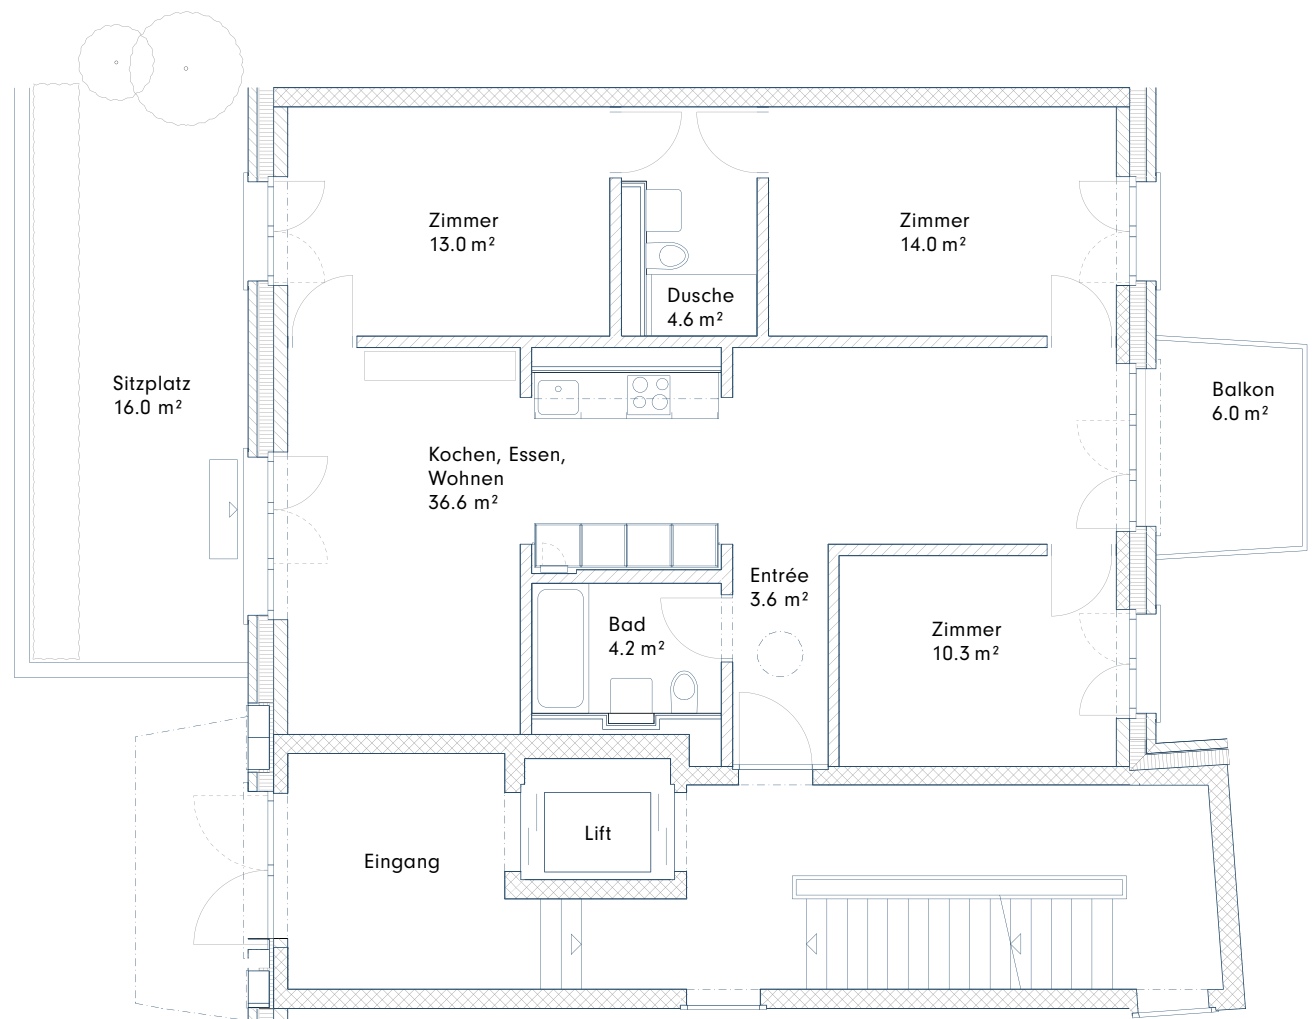 Zimmer
13.0 m²
Zimmer
14.0 m²
Dusche
4.6 m²
Sitzplatz
16.0 m²
Balkon
6.0 m²
Kochen, Essen,
Wohnen
36.6 m²
Entrée
3.6 m²
Bad
4.2 m²
Zimmer
10.3 m²
Lift
Eingang